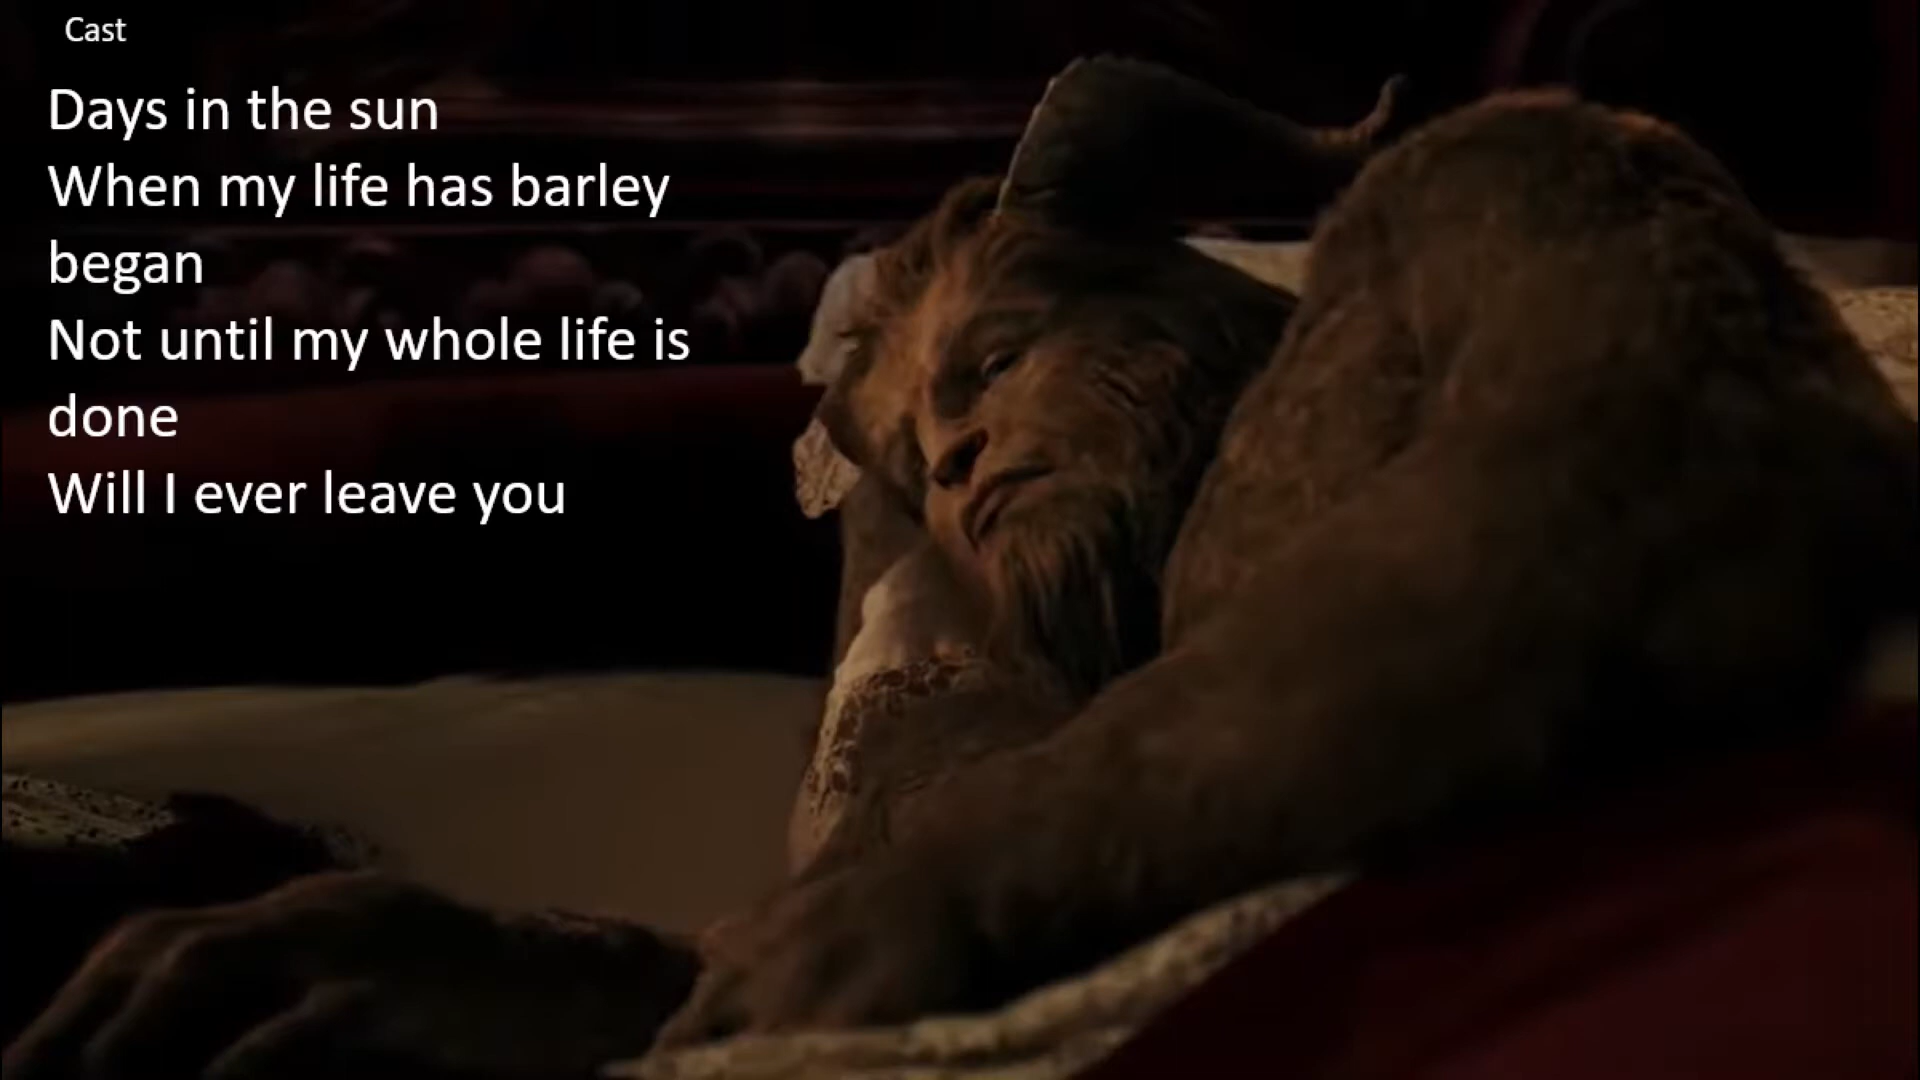 Cast
Days in the sun
When my life has barley
began
Not until my whole life is
done
Will I ever leave you